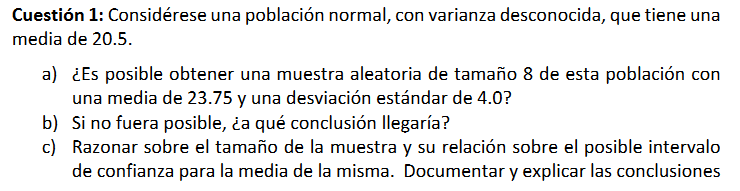 Cuestión 1: Considérese una población normal, con varianza desconocida, que tiene una
media de 20.5.
a) ¿Es posible obtener una muestra aleatoria de tamaño 8 de esta población con
una media de 23.75 y una desviación estándar de 4.0?
b) Si no fuera posible, ¿a qué conclusión llegaría?
c) Razonar sobre el tamaño de la muestra y su relación sobre el posible intervalo
de confianza para la media de la misma. Documentar y explicar las conclusiones